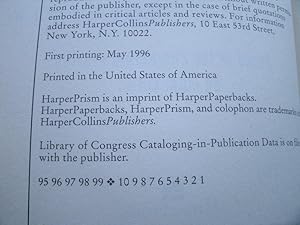 sion of the publisher, except in the case of brief quotations
embodied in critical articles and reviews. For information
address HarperCollinsPublishers, 10 East 53rd Street,
New York, N.Y. 10022.
First printing: May 1996
Printed in the United States of America
HarperPrism is an imprint of HarperPaperbacks.
HarperPaperbacks, HarperPrism, and colophon are trademarks o
HarperCollinsPublishers.
Library of Congress Cataloging-in-Publication Data is on fi
with the publisher.
95 96 97 98 99 ❖ 10 9 8 7 6 5 4 3 2 1